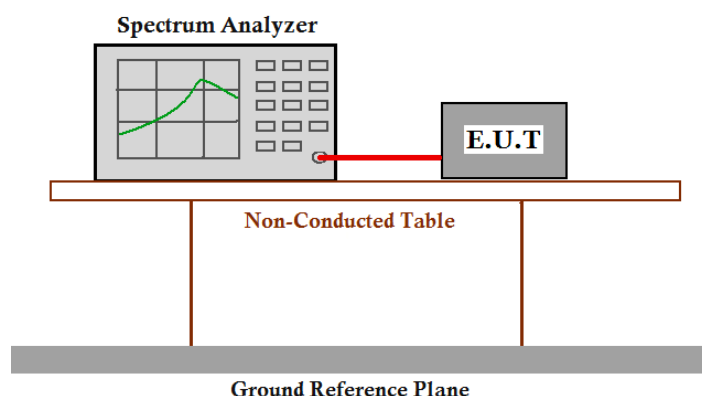 Spectrum Analyzer
E.U.T
Non-Conducted Table
Ground Reference Plane